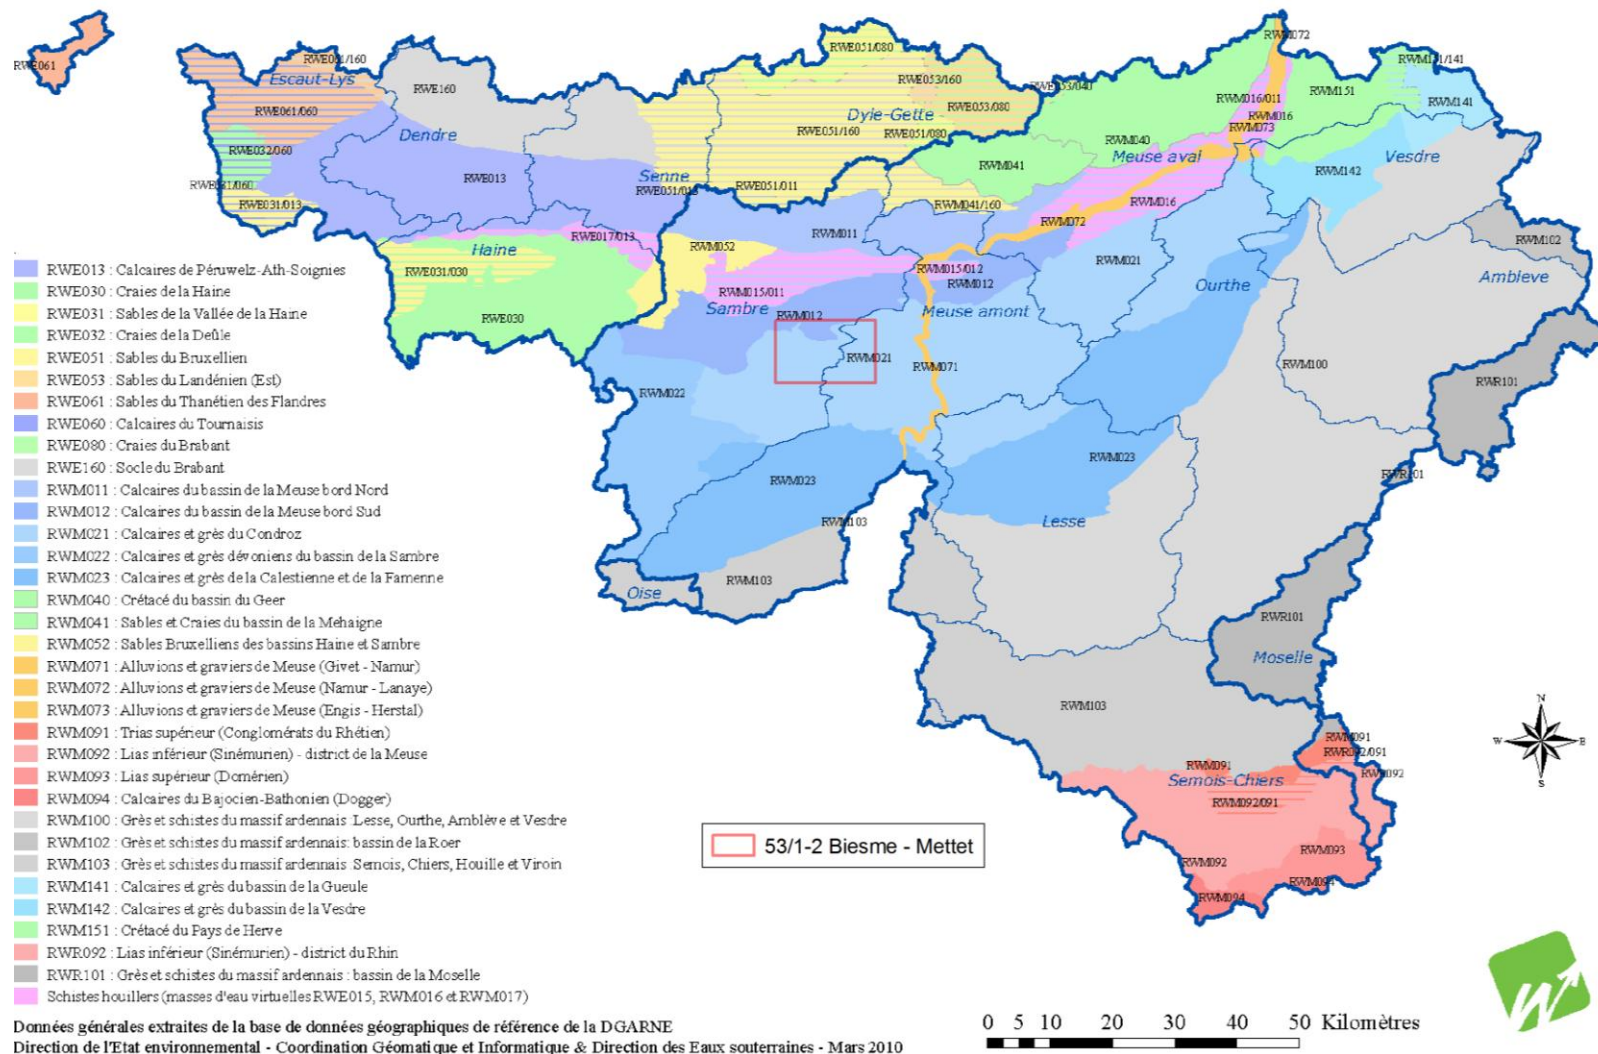 RWE061
RWE061/160
Escaut-Lys
RWE160
RWE061/060
Dendre
RWE032/060
RWE013
RWE031/013
RWE051/080
RWE053/160
RWE053/080
Dyle-Gette
RWE051/160
RWE051/080
Senne
RWE051/013
RWE051/011
RWE053/040
RWM072
RWM141/141
RWM016/011
RWM151
RWM141
RWM016
RWM073
RWM040
Meuse aval
Vesdre
RWM041
RWM142
RWM041/160
RWM016
RWM072
RWE017/013
Haine
RWM052
RWM011
RWE031/030
RWM015/012
RWM012
RWM021
RWM102
Ourthe
Amblève
RWM015/011
Sambre
RWM012
Meuse amont
RWE030
RWM021
RWM071
RWM100
RWR101
RWM022
RWM023
RWM023
RWR101
RWM103
Lesse
RWM103
Oise
RWR101
Moselle
RWM103
RWM091
RWR092/091
RWM091
RWR092
Semois-Chiers
RWM092/091
RWM093
RWM092
RWM094
RWM094
RWE013 : Calcaires de Péruwelz-Ath-Soignies
RWE030 : Craies de la Haine
RWE031 : Sables de la Vallée de la Haine
RWE032 : Craies de la Deûle
RWE051 : Sables du Bruxellien
RWE053 : Sables du Landénien (Est)
RWE061 : Sables du Thanétien des Flandres
RWE060 : Calcaires du Tournaisis
RWE080 : Craies du Brabant
RWE160 : Socle du Brabant
RWM011 : Calcaires du bassin de la Meuse bord Nord
RWM012 : Calcaires du bassin de la Meuse bord Sud
RWM021 : Calcaires et grès du Condroz
RWM022 : Calcaires et grès dévoniens du bassin de la Sambre
RWM023 : Calcaires et grès de la Calestienne et de la Famenne
RWM040 : Crétacé du bassin du Geer
RWM041 : Sables et Craies du bassin de la Mehaigne
RWM052 : Sables Bruxelliens des bassins Haine et Sambre
RWM071 : Alluvions et graviers de Meuse (Givet - Namur)
RWM072 : Alluvions et graviers de Meuse (Namur - Lanaye)
RWM073 : Alluvions et graviers de Meuse (Engis - Herstal)
RWM091 : Trias supérieur (Conglomérats du Rhétien)
RWM092 : Lias inférieur (Sinémurien) - district de la Meuse
RWM093 : Lias supérieur (Domérien)
RWM094 : Calcaires du Bajocien-Bathonien (Dogger)
RWM100 : Grès et schistes du massif ardennais : Lesse, Ourthe, Amblève et Vesdre
RWM102 : Grès et schistes du massif ardennais: bassin de la Roer
RWM103 : Grès et schistes du massif ardennais : Semois, Chiers, Houille et Viroin
RWM141 : Calcaires et grès du bassin de la Gueule
RWM142 : Calcaires et grès du bassin de la Vesdre
RWM151 : Crétacé du Pays de Herve
RWR092 : Lias inférieur (Sinémurien) - district du Rhin
RWR101 : Grès et schistes du massif ardennais : bassin de la Moselle
Schistes houillers (masses d'eau virtuelles RWE015, RWM016 et RWM017)
53/1-2 Biesme - Mettet
N
W E
S
0 5 10 20 30 40 50 Kilomètres
Données générales extraites de la base de données géographiques de référence de la DGARNE
Direction de l'Etat environnemental - Coordination Géomatique et Informatique & Direction des Eaux souterraines - Mars 2010